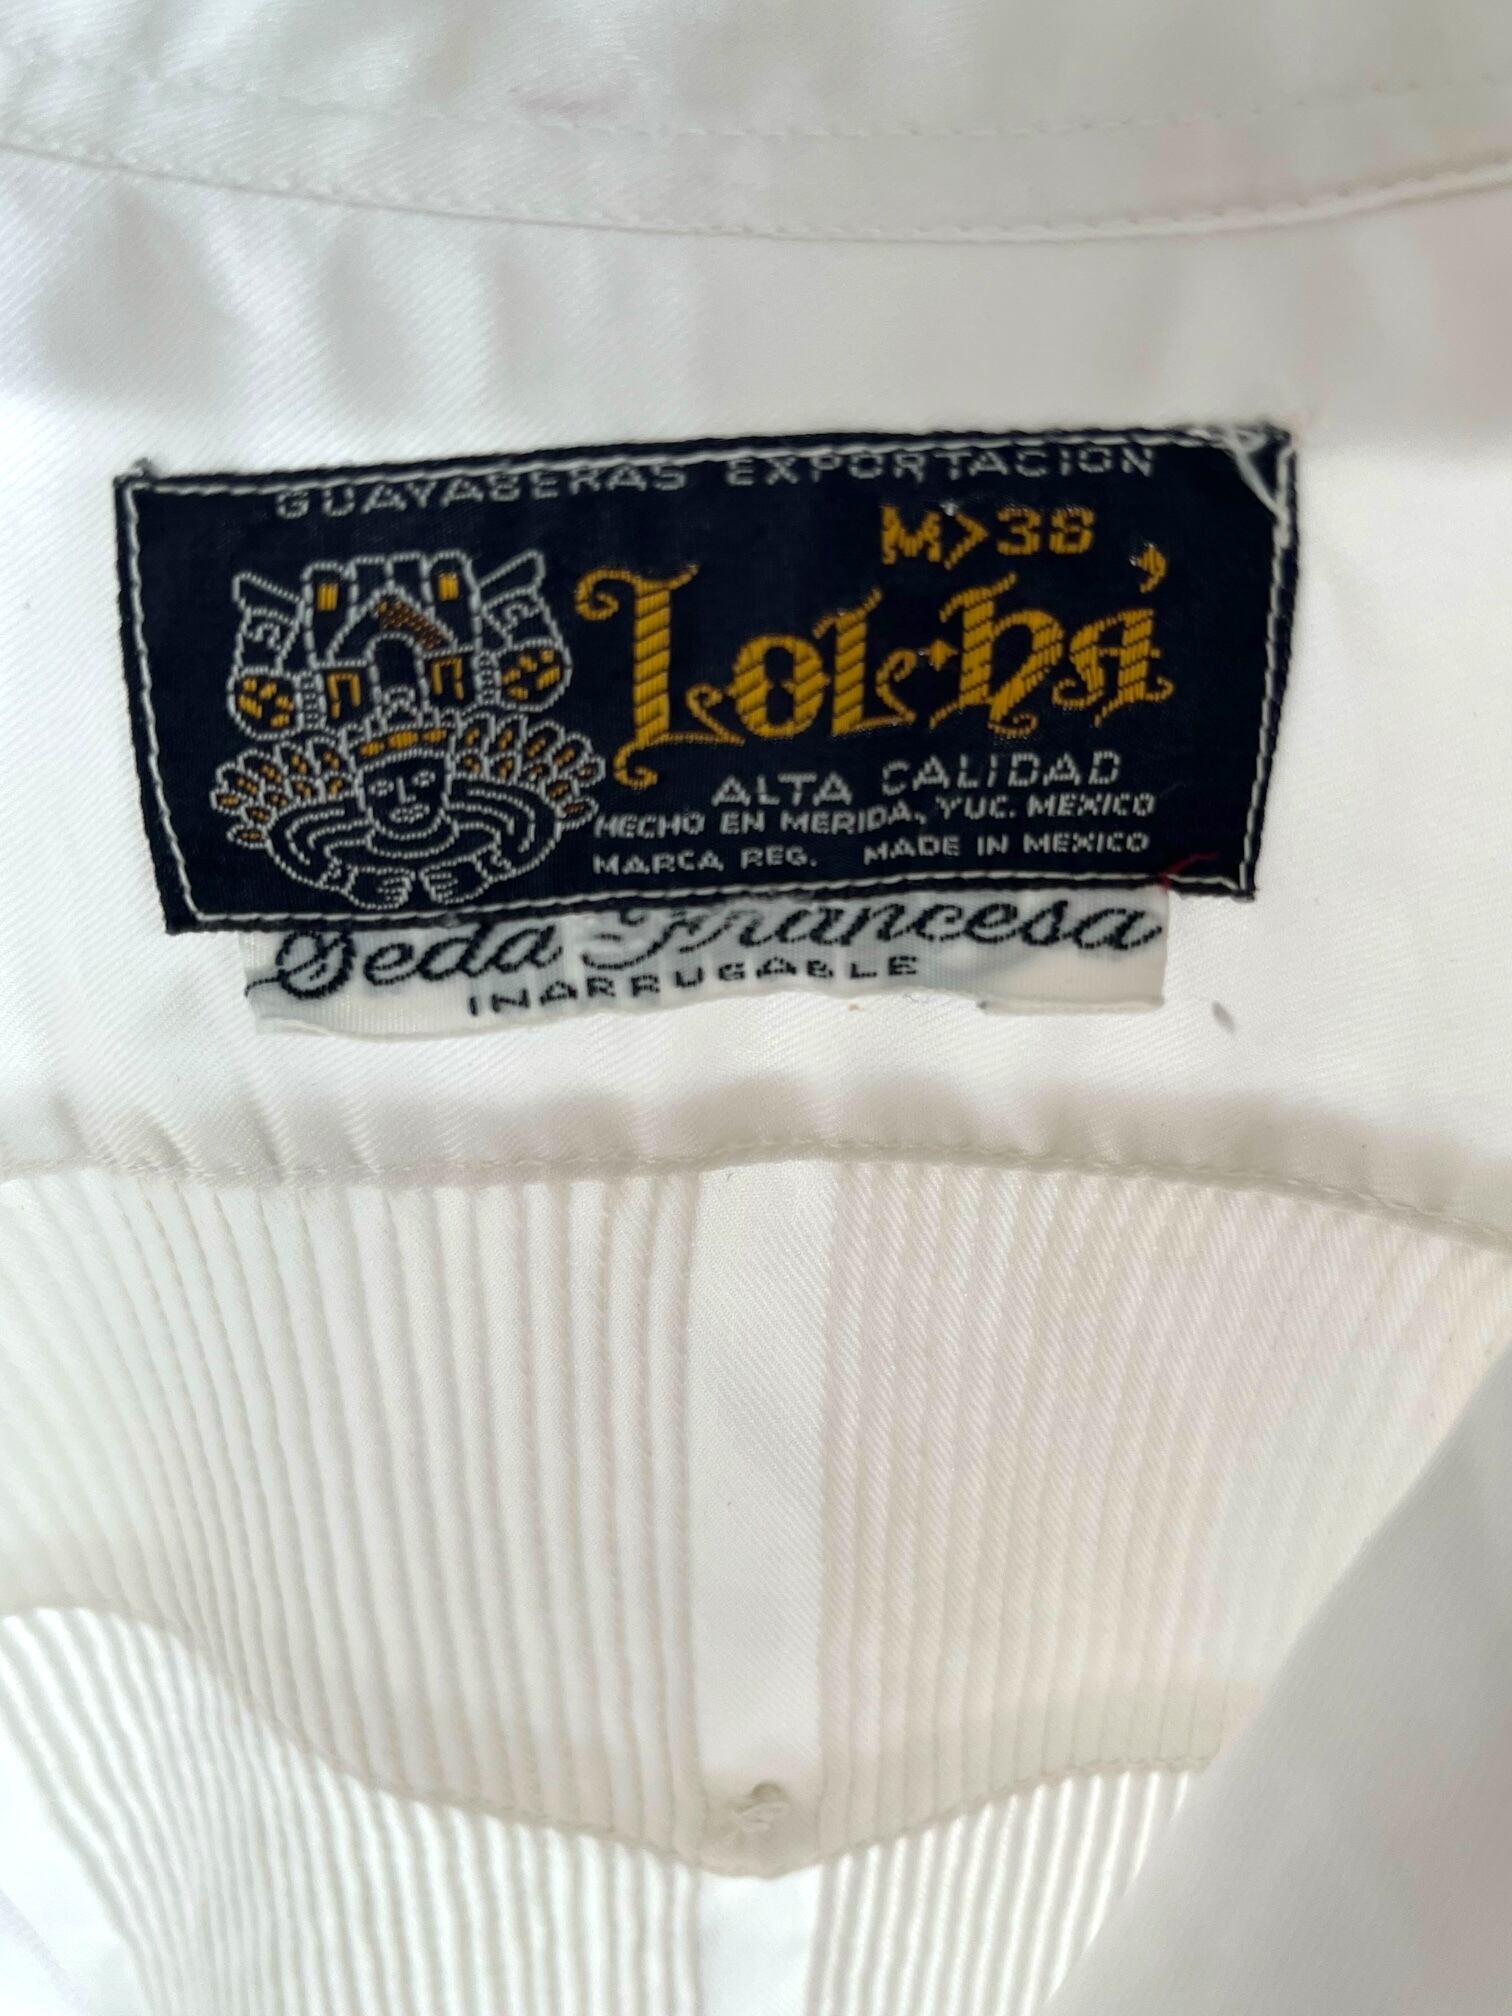 GUAYABERAS EXPORTACION
M>38
Lol-há
ALTA CALIDAD
HECHO EN MERIDA, YUC. MEXICO
MARCA REG. MADE IN MEXICO
Seda Francesa
INARRUGABLE